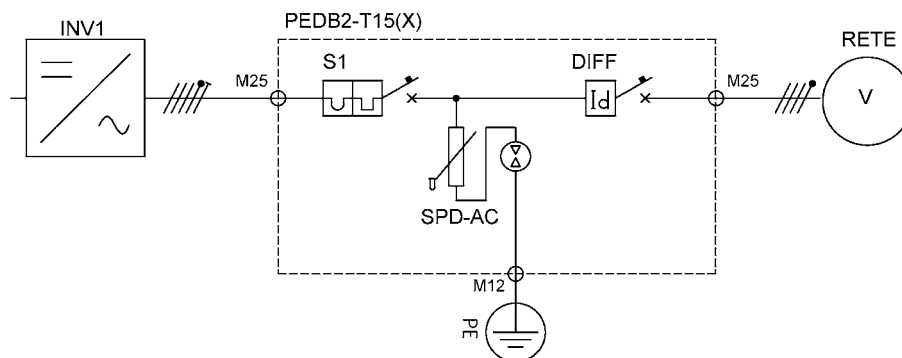 PEDB2-T15(X)
INV1
S1
DIFF
RETE
M25
M25
Id
V
SPD-AC
M12
PE